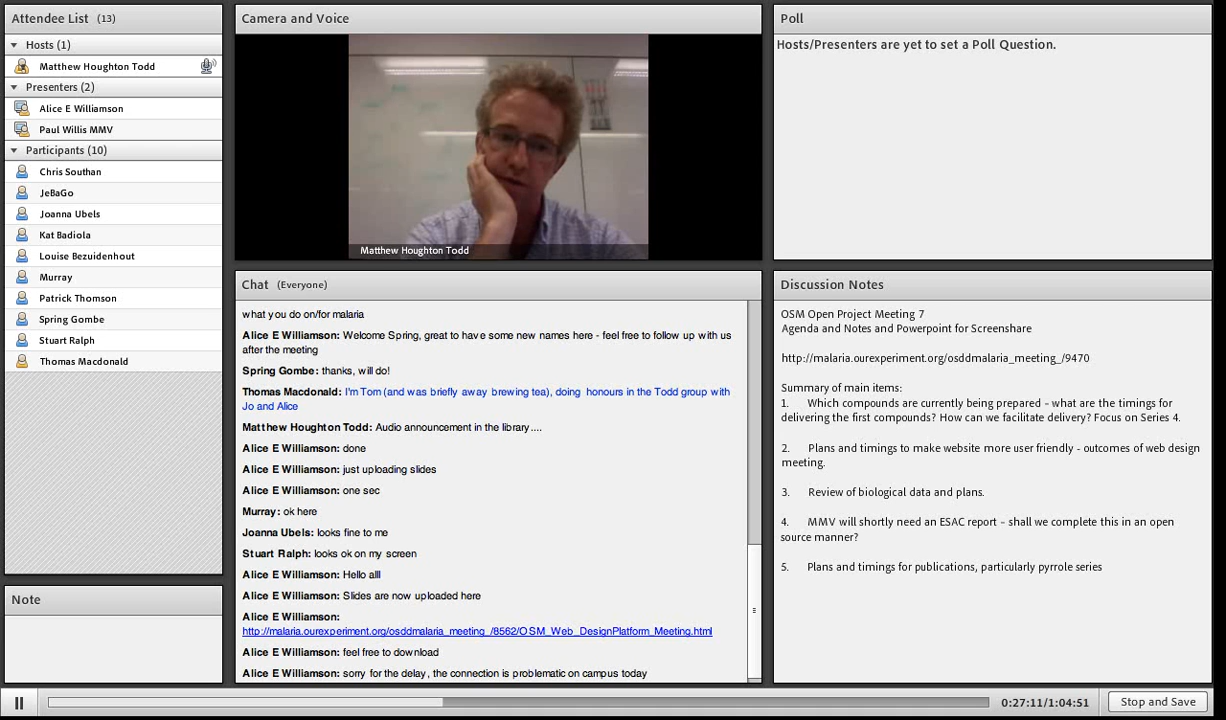 Attendee List (13)
Hosts (1)
Matthew Houghton Todd
Presenters (2)
Alice E Williamson
Paul Willis MMV
Participants (10)
Chris Southan
JeBaGo
Joanna Ubels
Kat Badiola
Louise Bezuidenhout
Murray
Patrick Thomson
Spring Gombe
Stuart Ralph
Thomas Macdonald
Note
Camera and Voice
Matthew Houghton Todd
Chat (Everyone)
what you do on/for malaria
Alice E Williamson: Welcome Spring, great to have some new names here - feel free to follow up with us
after the meeting
Spring Gombe: thanks, will do!
Thomas Macdonald: I'm Tom (and was briefly away brewing tea), doing honours in the Todd group with
Jo and Alice
Matthew Houghton Todd: Audio announcement in the library....
Alice E Williamson: done
Alice E Williamson: just uploading slides
Alice E Williamson: one sec
Murray: ok here
Joanna Ubels: looks fine to me
Stuart Ralph: looks ok on my screen
Alice E Williamson: Hello alll
Alice E Williamson: Slides are now uploaded here
Alice E Williamson:
http://malaria.ourexperiment.org/osddmalaria_meeting_/8562/OSM_Web_DesignPlatform_Meeting.html
Alice E Williamson: feel free to download
Alice E Williamson: sorry for the delay, the connection is problematic on campus today
Poll
Hosts/Presenters are yet to set a Poll Question.
Discussion Notes
OSM Open Project Meeting 7
Agenda and Notes and Powerpoint for Screenshare
http://malaria.ourexperiment.org/osddmalaria_meeting_/9470
Summary of main items:
1. Which compounds are currently being prepared - what are the timings for
delivering the first compounds? How can we facilitate delivery? Focus on Series 4.
2. Plans and timings to make website more user friendly - outcomes of web design
meeting.
3. Review of biological data and plans.
4. MMV will shortly need an ESAC report - shall we complete this in an open
source manner?
5. Plans and timings for publications, particularly pyrrole series
0:27:11/1:04:51
Stop and Save